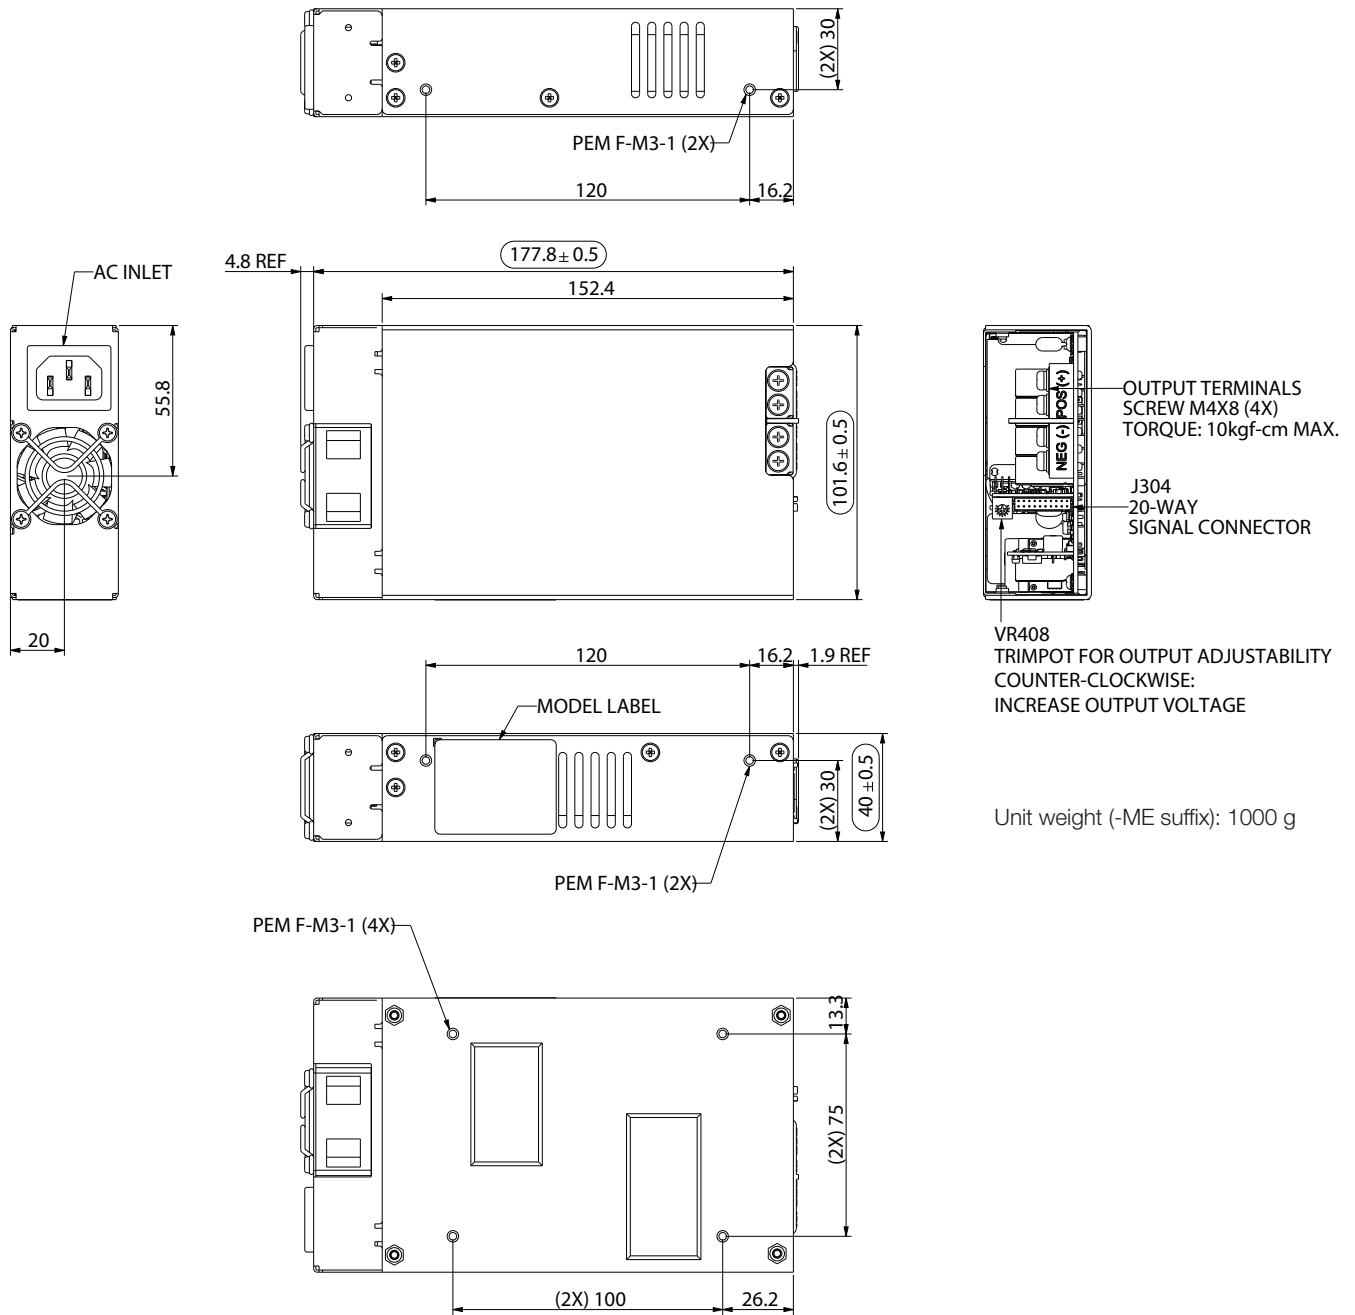 (2X) 30
PEM F-M3-1 (2X)
120
16.2
4.8 REF
177.8 ± 0.5
152.4
AC INLET
55.8
20
101.6 ± 0.5
POS (+)
NEG (-)
OUTPUT TERMINALS
SCREW M4X8 (4X)
TORQUE: 10kgf-cm MAX.
J304
20-WAY
SIGNAL CONNECTOR
VR408
TRIMPOT FOR OUTPUT ADJUSTABILITY
COUNTER-CLOCKWISE:
INCREASE OUTPUT VOLTAGE
120
16.2
1.9 REF
MODEL LABEL
(2X) 30
40 ± 0.5
PEM F-M3-1 (2X)
Unit weight (-ME suffix): 1000 g
PEM F-M3-1 (4X)
13.3
(2X) 75
(2X) 100
26.2